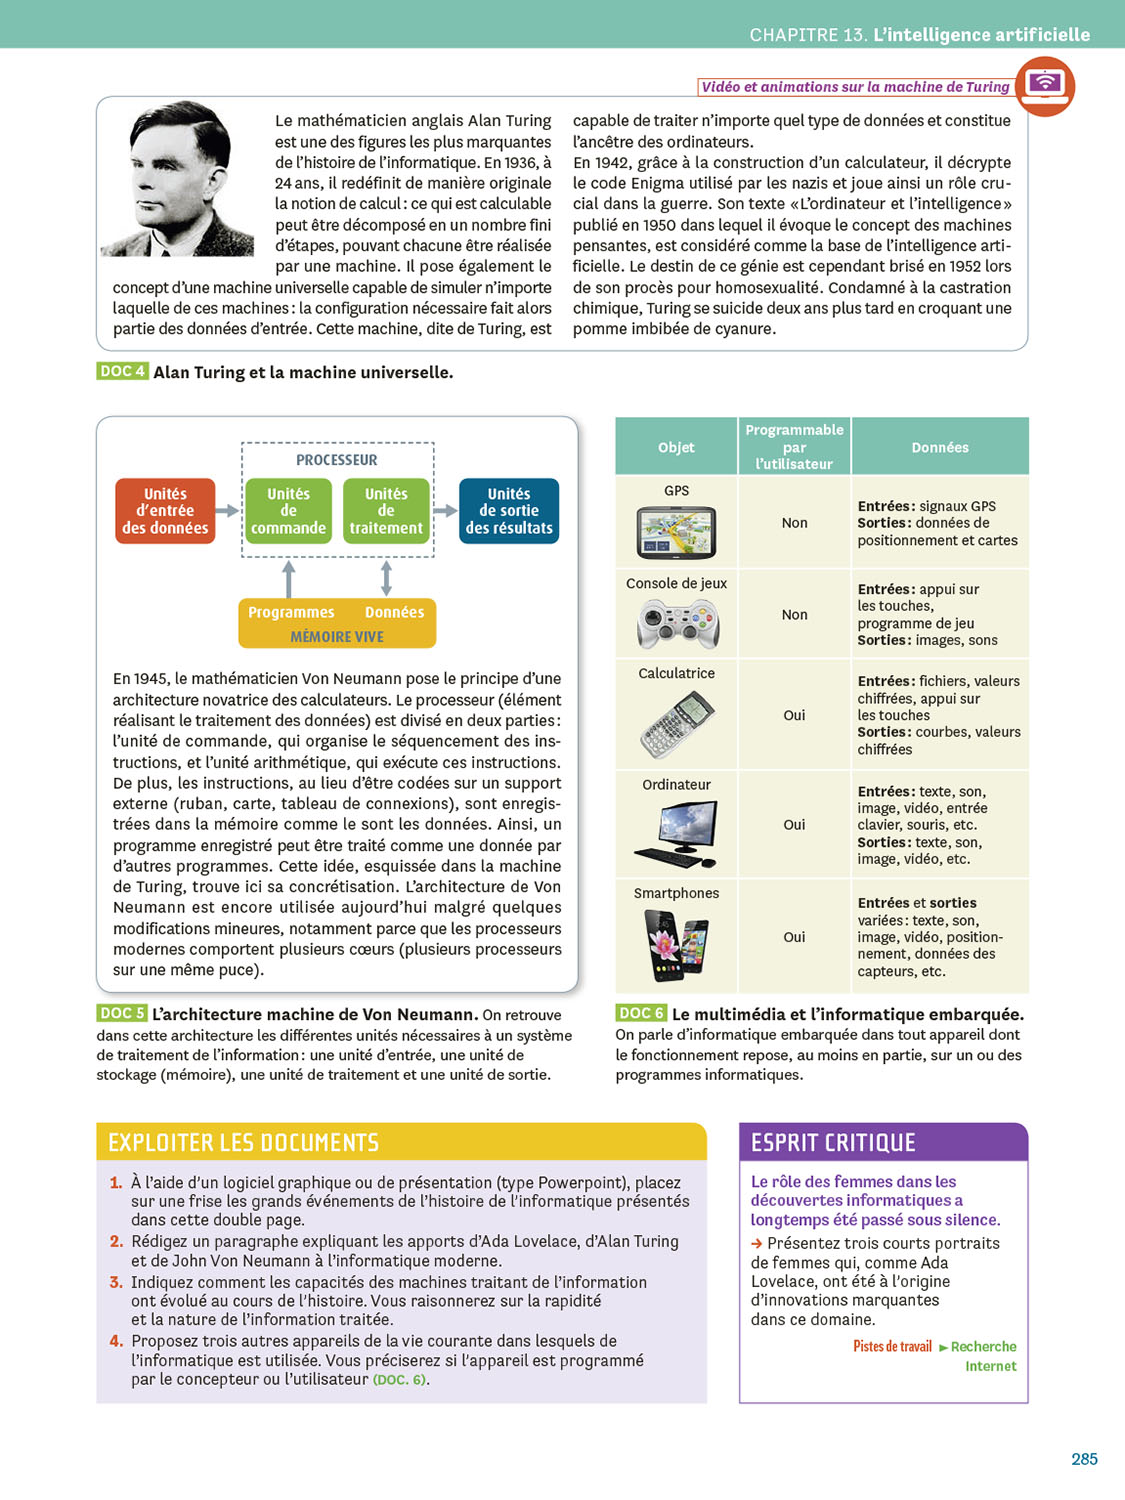 CHAPITRE 13. L'intelligence artificielle
Vidéo et animations sur la machine de Turing
Le mathématicien anglais Alan Turing
est une des figures les plus marquantes
de l'histoire de l'informatique. En 1936, à
24 ans, il redéfinit de manière originale
la notion de calcul : ce qui est calculable
peut être décomposé en un nombre fini
d'étapes, pouvant chacune être réalisée
par une machine. Il pose également le
concept d'une machine universelle capable de simuler n'importe
laquelle de ces machines : la configuration nécessaire fait alors
partie des données d'entrée. Cette machine, dite de Turing, est
capable de traiter n'importe quel type de données et constitue
l'ancêtre des ordinateurs.
En 1942, grâce à la construction d'un calculateur, il décrypte
le code Enigma utilisé par les nazis et joue ainsi un rôle cru-
cial dans la guerre. Son texte «L'ordinateur et l'intelligence»
publié en 1950 dans lequel il évoque le concept des machines
pensantes, est considéré comme la base de l'intelligence arti-
ficielle. Le destin de ce génie est cependant brisé en 1952 lors
de son procès pour homosexualité. Condamné à la castration
chimique, Turing se suicide deux ans plus tard en croquant une
pomme imbibée de cyanure.
DOC 4 Alan Turing et la machine universelle.
PROCESSEUR
Unités
d'entrée
des données
Unités
de
commande
Unités
de
traitement
Unités
de sortie
des résultats
Programmes Données
MÉMOIRE VIVE
En 1945, le mathématicien Von Neumann pose le principe d'une
architecture novatrice des calculateurs. Le processeur (élément
réalisant le traitement des données) est divisé en deux parties :
l'unité de commande, qui organise le séquencement des ins-
tructions, et l'unité arithmétique, qui exécute ces instructions.
De plus, les instructions, au lieu d'être codées sur un support
externe (ruban, carte, tableau de connexions), sont enregis-
trées dans la mémoire comme le sont les données. Ainsi, un
programme enregistré peut être traité comme une donnée par
d'autres programmes. Cette idée, esquissée dans la machine
de Turing, trouve ici sa concrétisation. L'architecture de Von
Neumann est encore utilisée aujourd'hui malgré quelques
modifications mineures, notamment parce que les processeurs
modernes comportent plusieurs cœurs (plusieurs processeurs
sur une même puce).
DOC 5 L'architecture machine de Von Neumann. On retrouve
dans cette architecture les différentes unités nécessaires à un système
de traitement de l'information : une unité d'entrée, une unité de
stockage (mémoire), une unité de traitement et une unité de sortie.
Objet
Programmable
par
l'utilisateur
Données
GPS
Non
Entrées : signaux GPS
Sorties : données de
positionnement et cartes
Console de jeux
Non
Entrées : appui sur
les touches,
programme de jeu
Sorties : images, sons
Calculatrice
Oui
Entrées : fichiers, valeurs
chiffrées, appui sur
les touches
Sorties : courbes, valeurs
chiffrées
Ordinateur
Oui
Entrées : texte, son,
image, vidéo, entrée
clavier, souris, etc.
Sorties : texte, son,
image, vidéo, etc.
Smartphones
Oui
Entrées et sorties
variées : texte, son,
image, vidéo, position-
nement, données des
capteurs, etc.
DOC 6 Le multimédia et l'informatique embarquée.
On parle d'informatique embarquée dans tout appareil dont
le fonctionnement repose, au moins en partie, sur un ou des
programmes informatiques.
EXPLOITER LES DOCUMENTS
1. À l'aide d'un logiciel graphique ou de présentation (type Powerpoint), placez
sur une frise les grands événements de l'histoire de l'informatique présentés
dans cette double page.
2. Rédigez un paragraphe expliquant les apports d'Ada Lovelace, d'Alan Turing
et de John Von Neumann à l'informatique moderne.
3. Indiquez comment les capacités des machines traitant de l'information
ont évolué au cours de l'histoire. Vous raisonnerez sur la rapidité
et la nature de l'information traitée.
4. Proposez trois autres appareils de la vie courante dans lesquels de
l'informatique est utilisée. Vous préciserez si l'appareil est programmé
par le concepteur ou l'utilisateur (DOC. 6).
ESPRIT CRITIQUE
Le rôle des femmes dans les
découvertes informatiques a
longtemps été passé sous silence.
→ Présentez trois courts portraits
de femmes qui, comme Ada
Lovelace, ont été à l'origine
d'innovations marquantes
dans ce domaine.
Pistes de travail ► Recherche
Internet
285